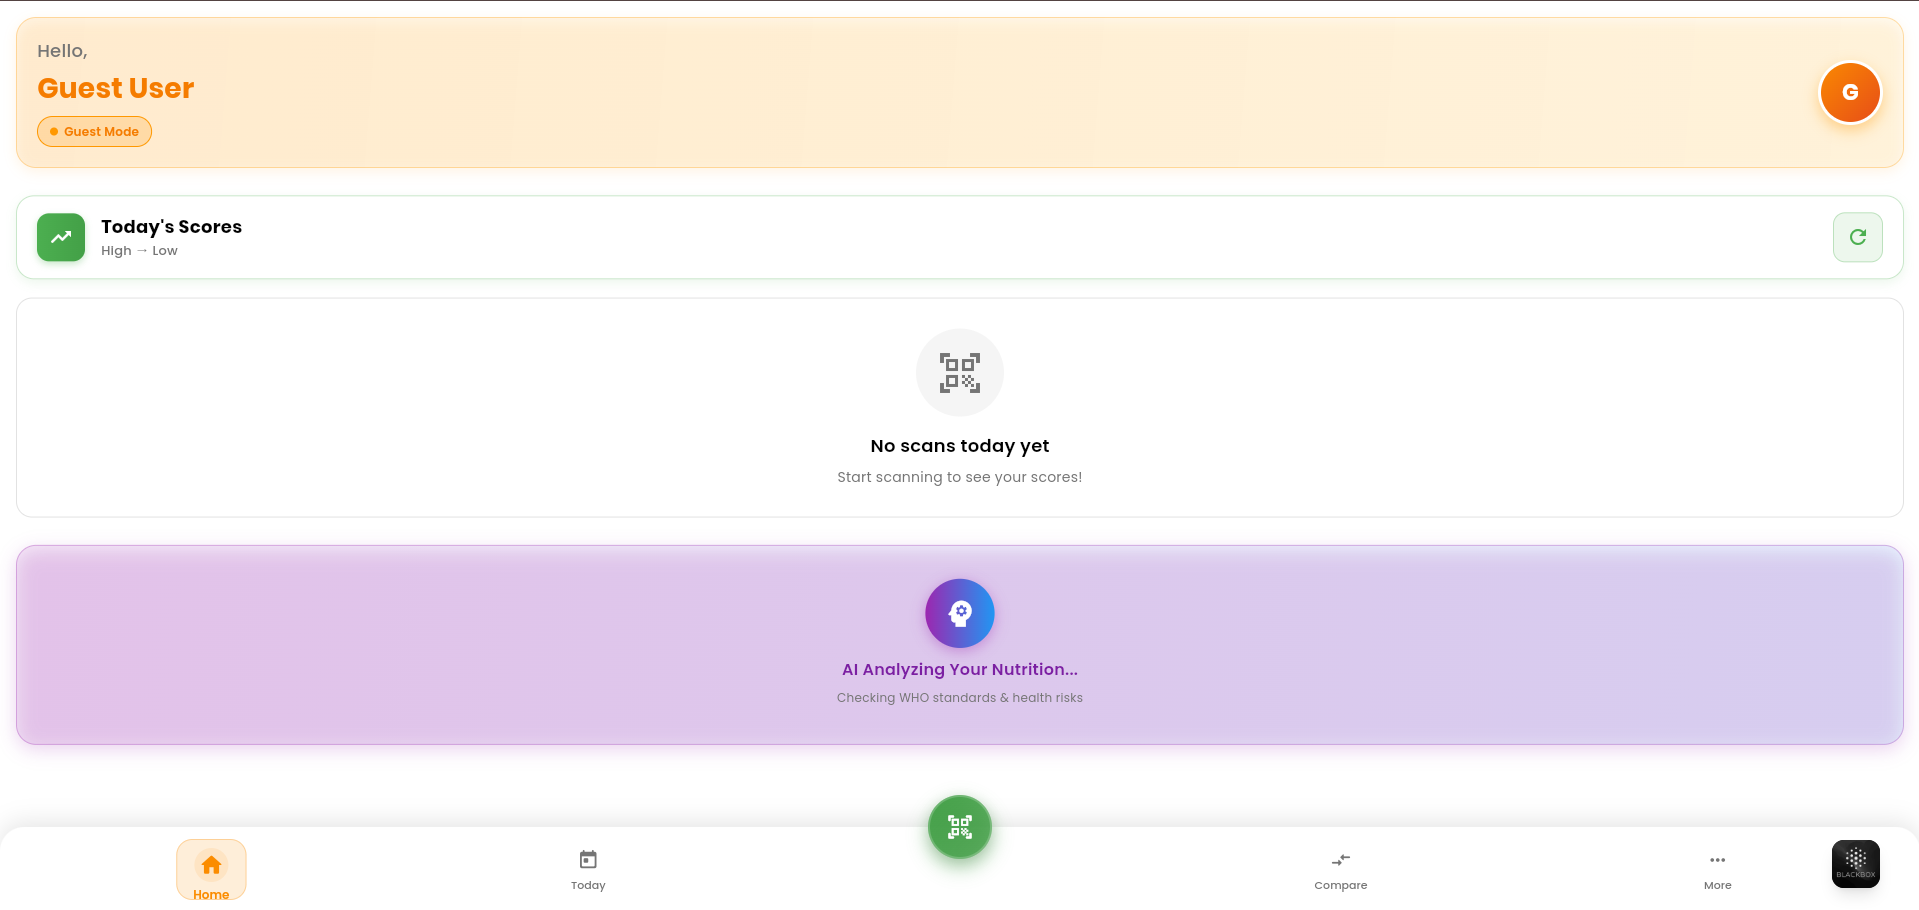 Hello,
Guest User
Guest Mode
G
Today's Scores
High → Low
No scans today yet
Start scanning to see your scores!
AI Analyzing Your Nutrition...
Checking WHO standards & health risks
Home
Today
Compare
More
BLACKBOX